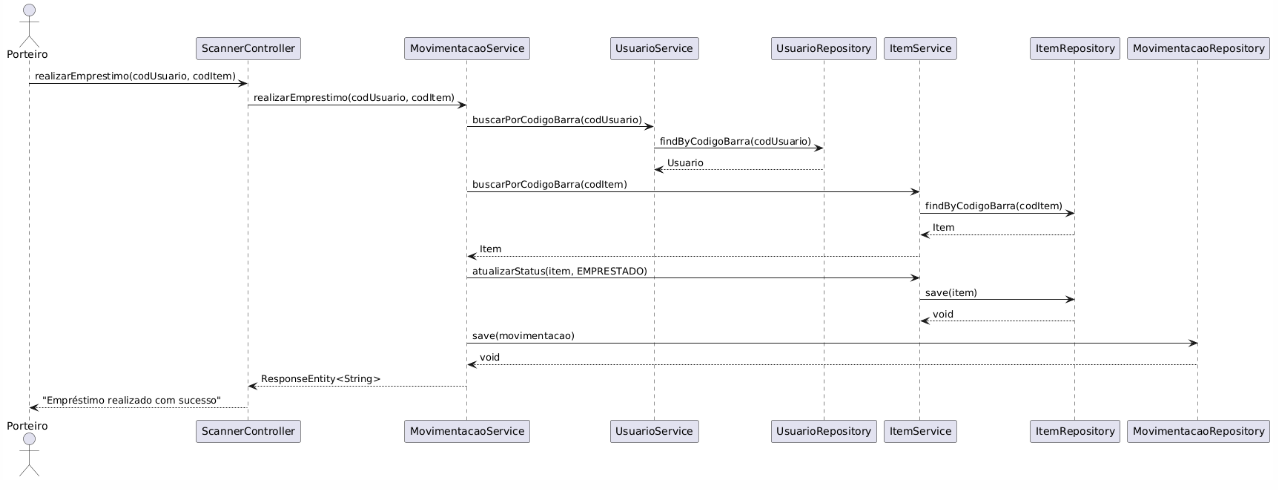 Porteiro
ScannerController
MovimentacaoService
UsuarioService
UsuarioRepository
ItemService
ItemRepository
MovimentacaoRepository
realizarEmprestimo(codUsuario, codItem)
realizarEmprestimo(codUsuario, codItem)
buscarPorCodigoBarra(codUsuario)
findByCodigoBarra(codUsuario)
Usuario
buscarPorCodigoBarra(codItem)
findByCodigoBarra(codItem)
Item
Item
atualizarStatus(item, EMPRESTADO)
save(item)
void
save(movimentacao)
void
ResponseEntity<String>
"Empréstimo realizado com sucesso"
Porteiro
ScannerController
MovimentacaoService
UsuarioService
UsuarioRepository
ItemService
ItemRepository
MovimentacaoRepository